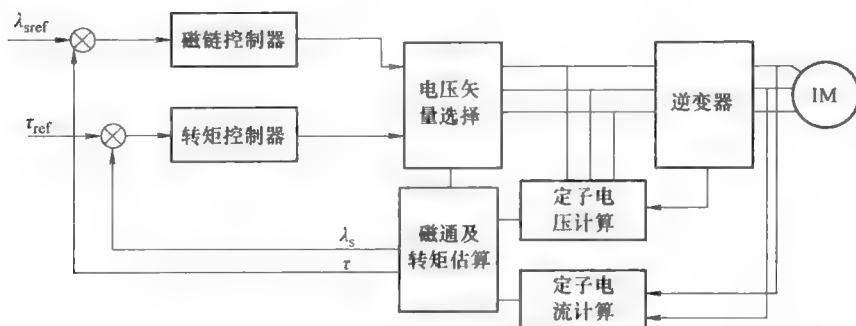 λsref
磁链控制器
电压矢
量选择
逆变器
IM
τref
转矩控制器
定子电
压计算
磁通及
转矩估算
λs
τ
定子电
流计算